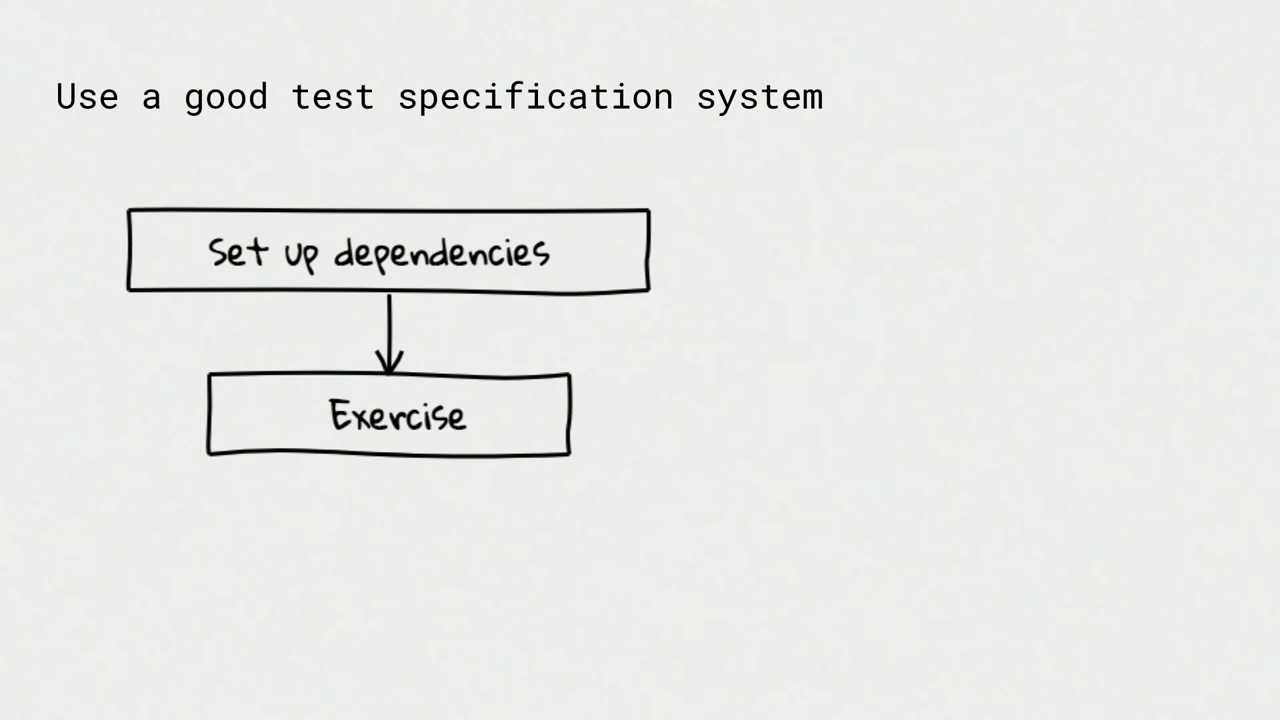 Use a good test specification system
Set up dependencies
Exercise